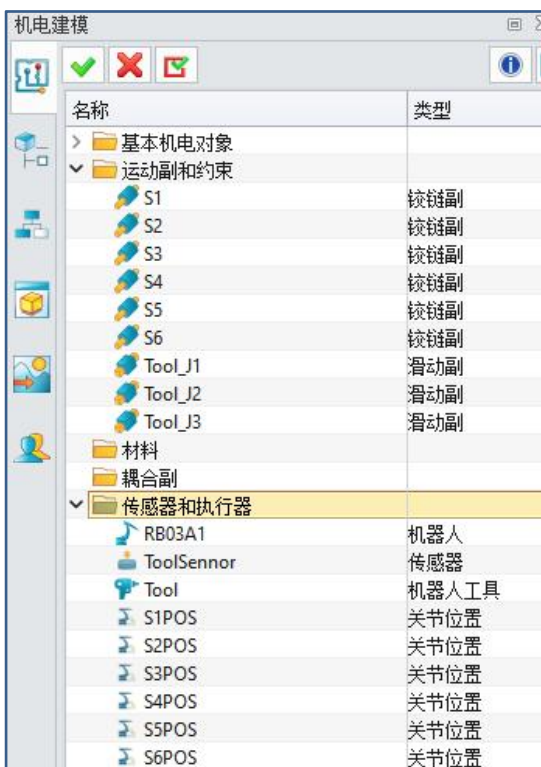 机电建模
名称 类型
基本机电对象
运动副和约束
S1 铰链副
S2 铰链副
S3 铰链副
S4 铰链副
S5 铰链副
S6 铰链副
Tool_J1 滑动副
Tool_J2 滑动副
Tool_J3 滑动副
材料
耦合副
传感器和执行器
RB03A1 机器人
ToolSennor 传感器
Tool 机器人工具
S1POS 关节位置
S2POS 关节位置
S3POS 关节位置
S4POS 关节位置
S5POS 关节位置
S6POS 关节位置